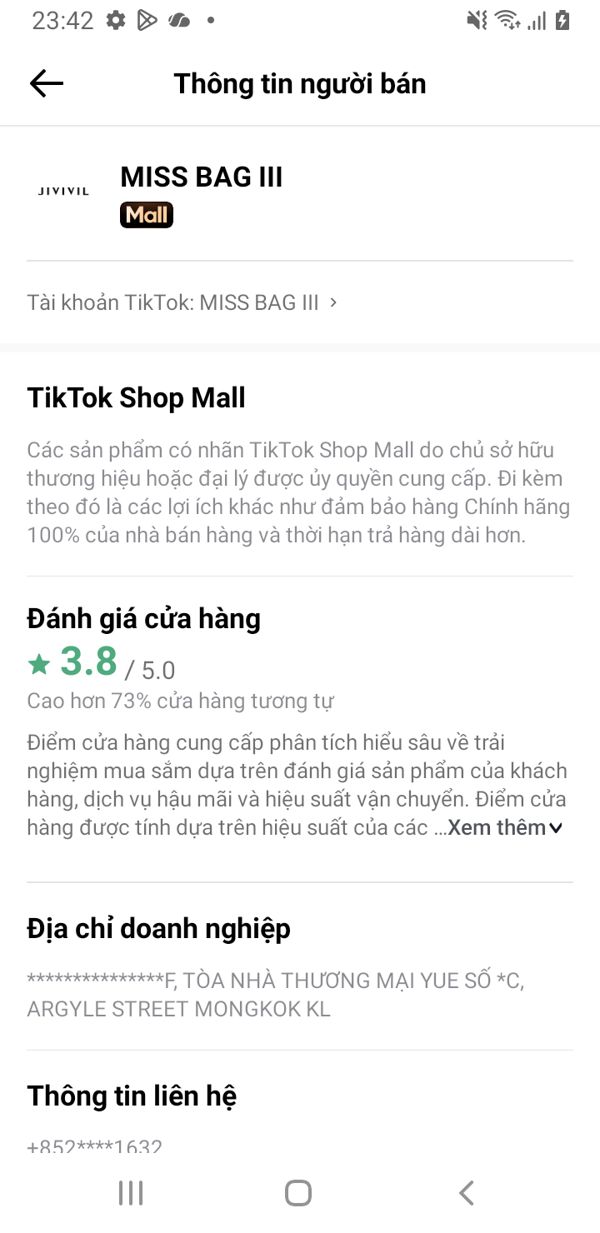 23:42
Thông tin người bán
JIVIVIL
MISS BAG III
Mall
Tài khoản TikTok: MISS BAG III >
TikTok Shop Mall
Các sản phẩm có nhãn TikTok Shop Mall do chủ sở hữu
thương hiệu hoặc đại lý được ủy quyền cung cấp. Đi kèm
theo đó là các lợi ích khác như đảm bảo hàng Chính hãng
100% của nhà bán hàng và thời hạn trả hàng dài hơn.
Đánh giá cửa hàng
3.8 / 5.0
Cao hơn 73% cửa hàng tương tự
Điểm cửa hàng cung cấp phân tích hiểu sâu về trải
nghiệm mua sắm dựa trên đánh giá sản phẩm của khách
hàng, dịch vụ hậu mãi và hiệu suất vận chuyển. Điểm cửa
hàng được tính dựa trên hiệu suất của các ...Xem thêm
Địa chỉ doanh nghiệp
***************F, TÒA NHÀ THƯƠNG MẠI YUE SỐ *C,
ARGYLE STREET MONGKOK KL
Thông tin liên hệ
+852****1632